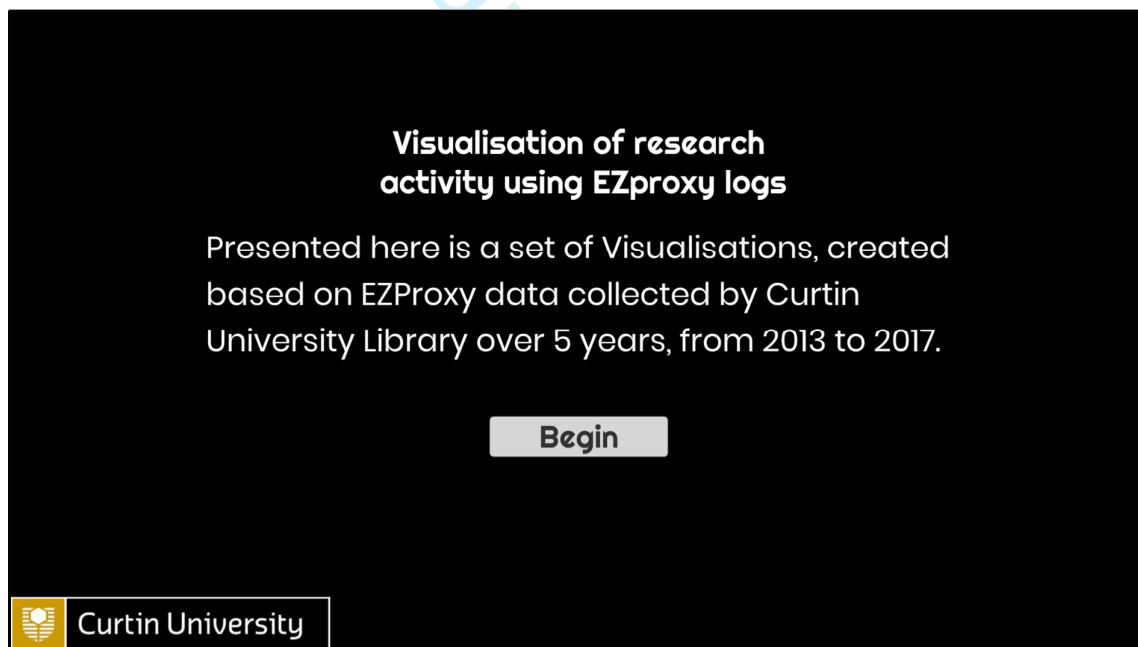 Visualisation of research
activity using EZproxy logs
Presented here is a set of Visualisations, created
based on EZProxy data collected by Curtin
University Library over 5 years, from 2013 to 2017.
Begin
Curtin University